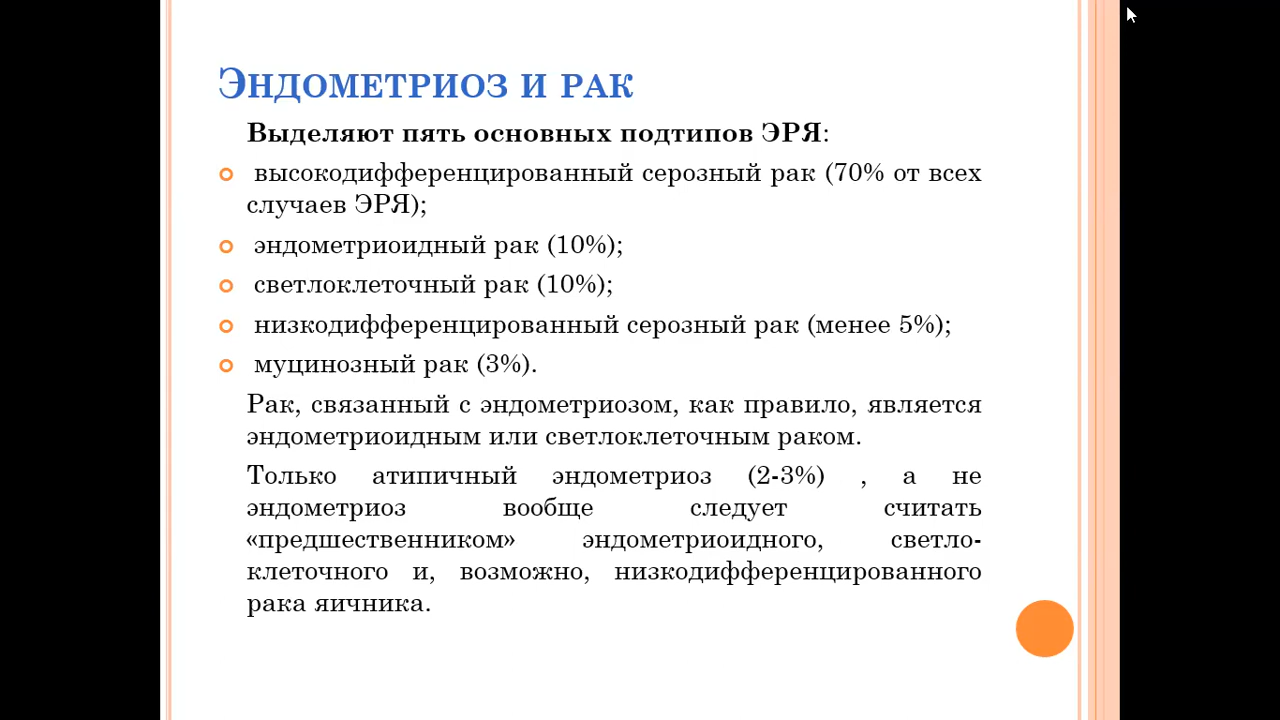 Эндометриоз и рак
Выделяют пять основных подтипов ЭРЯ:
высокодифференцированный серозный рак (70% от всех
случаев ЭРЯ);
эндометриоидный рак (10%);
светлоклеточный рак (10%);
низкодифференцированный серозный рак (менее 5%);
муцинозный рак (3%).
Рак, связанный с эндометриозом, как правило, является
эндометриоидным или светлоклеточным раком.
Только атипичный эндометриоз (2-3%) , а не
эндометриоз вообще следует считать
«предшественником» эндометриоидного, светло-
клеточного и, возможно, низкодифференцированного
рака яичника.